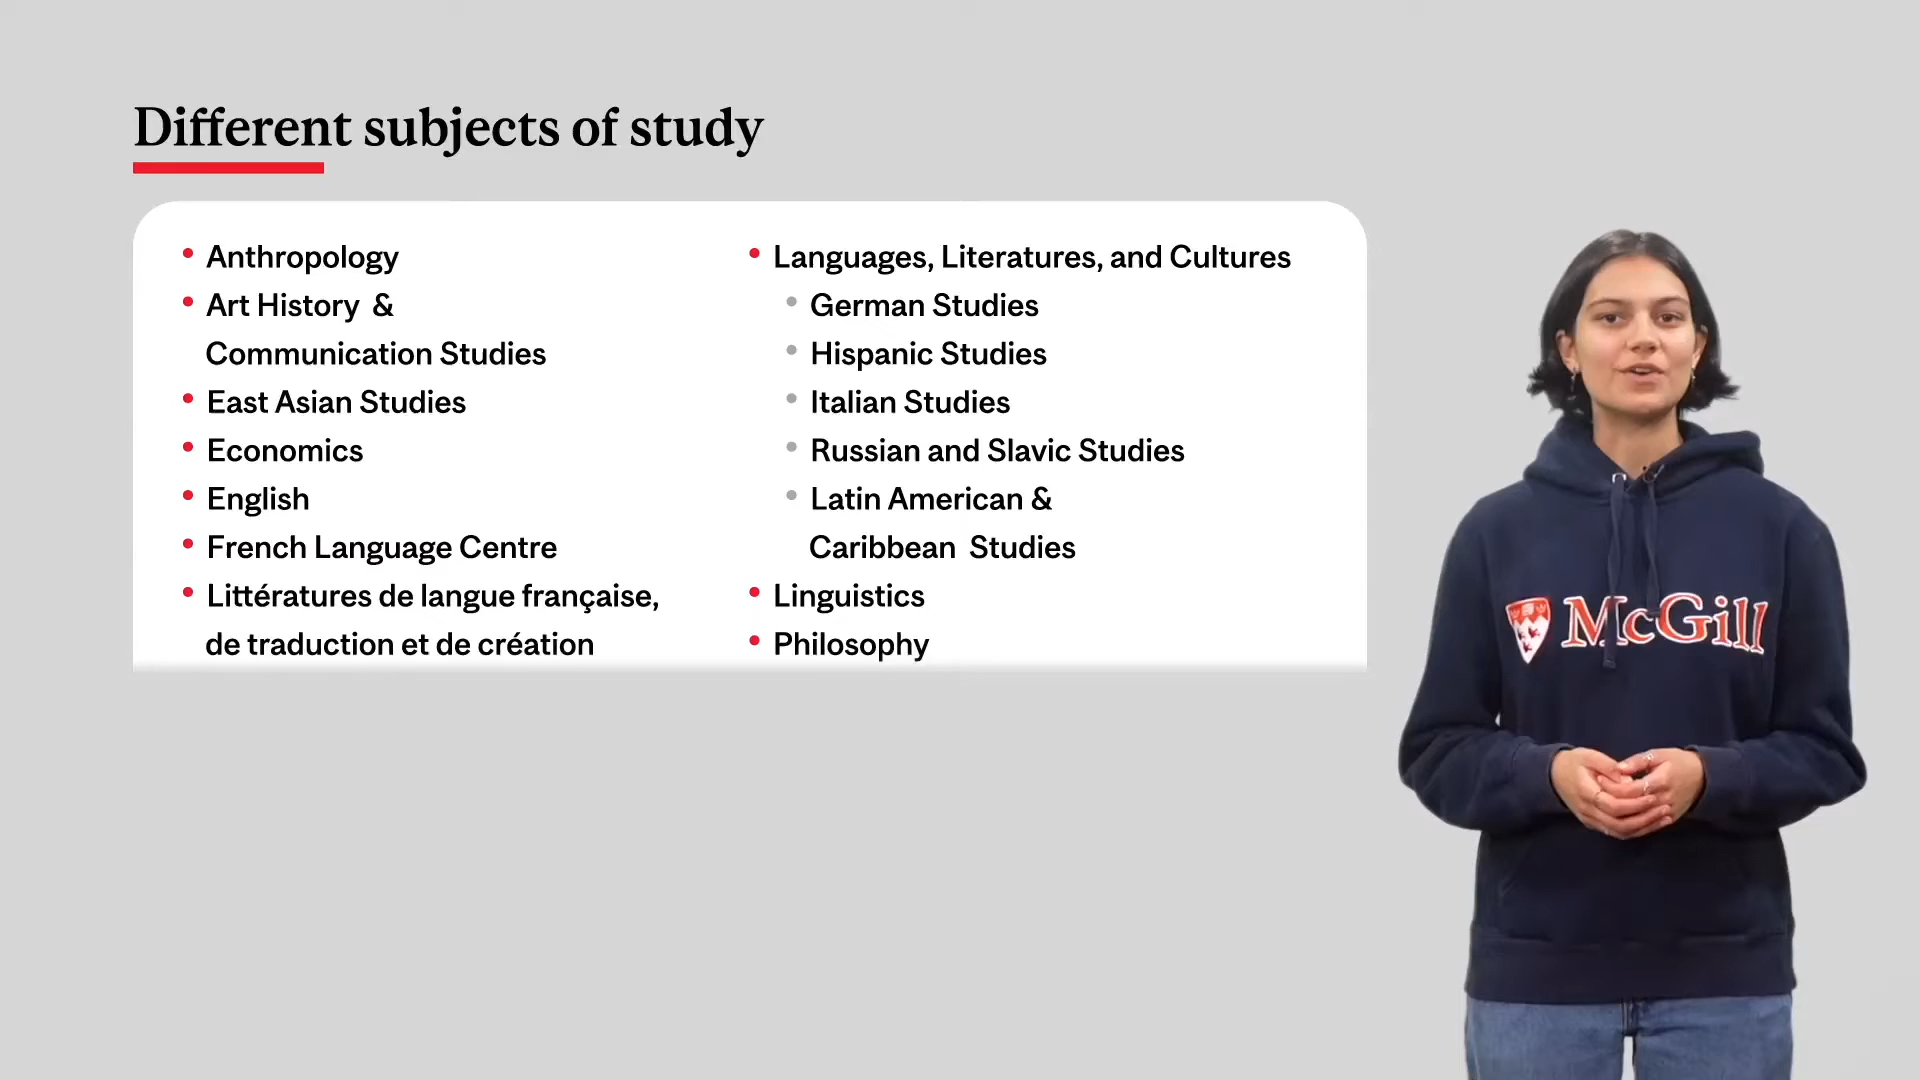 Different subjects of study
• Anthropology
• Art History &
Communication Studies
• East Asian Studies
• Economics
• English
• French Language Centre
• Littératures de langue française,
de traduction et de création
• Languages, Literatures, and Cultures
• German Studies
• Hispanic Studies
• Italian Studies
• Russian and Slavic Studies
• Latin American &
Caribbean Studies
• Linguistics
• Philosophy
McGill